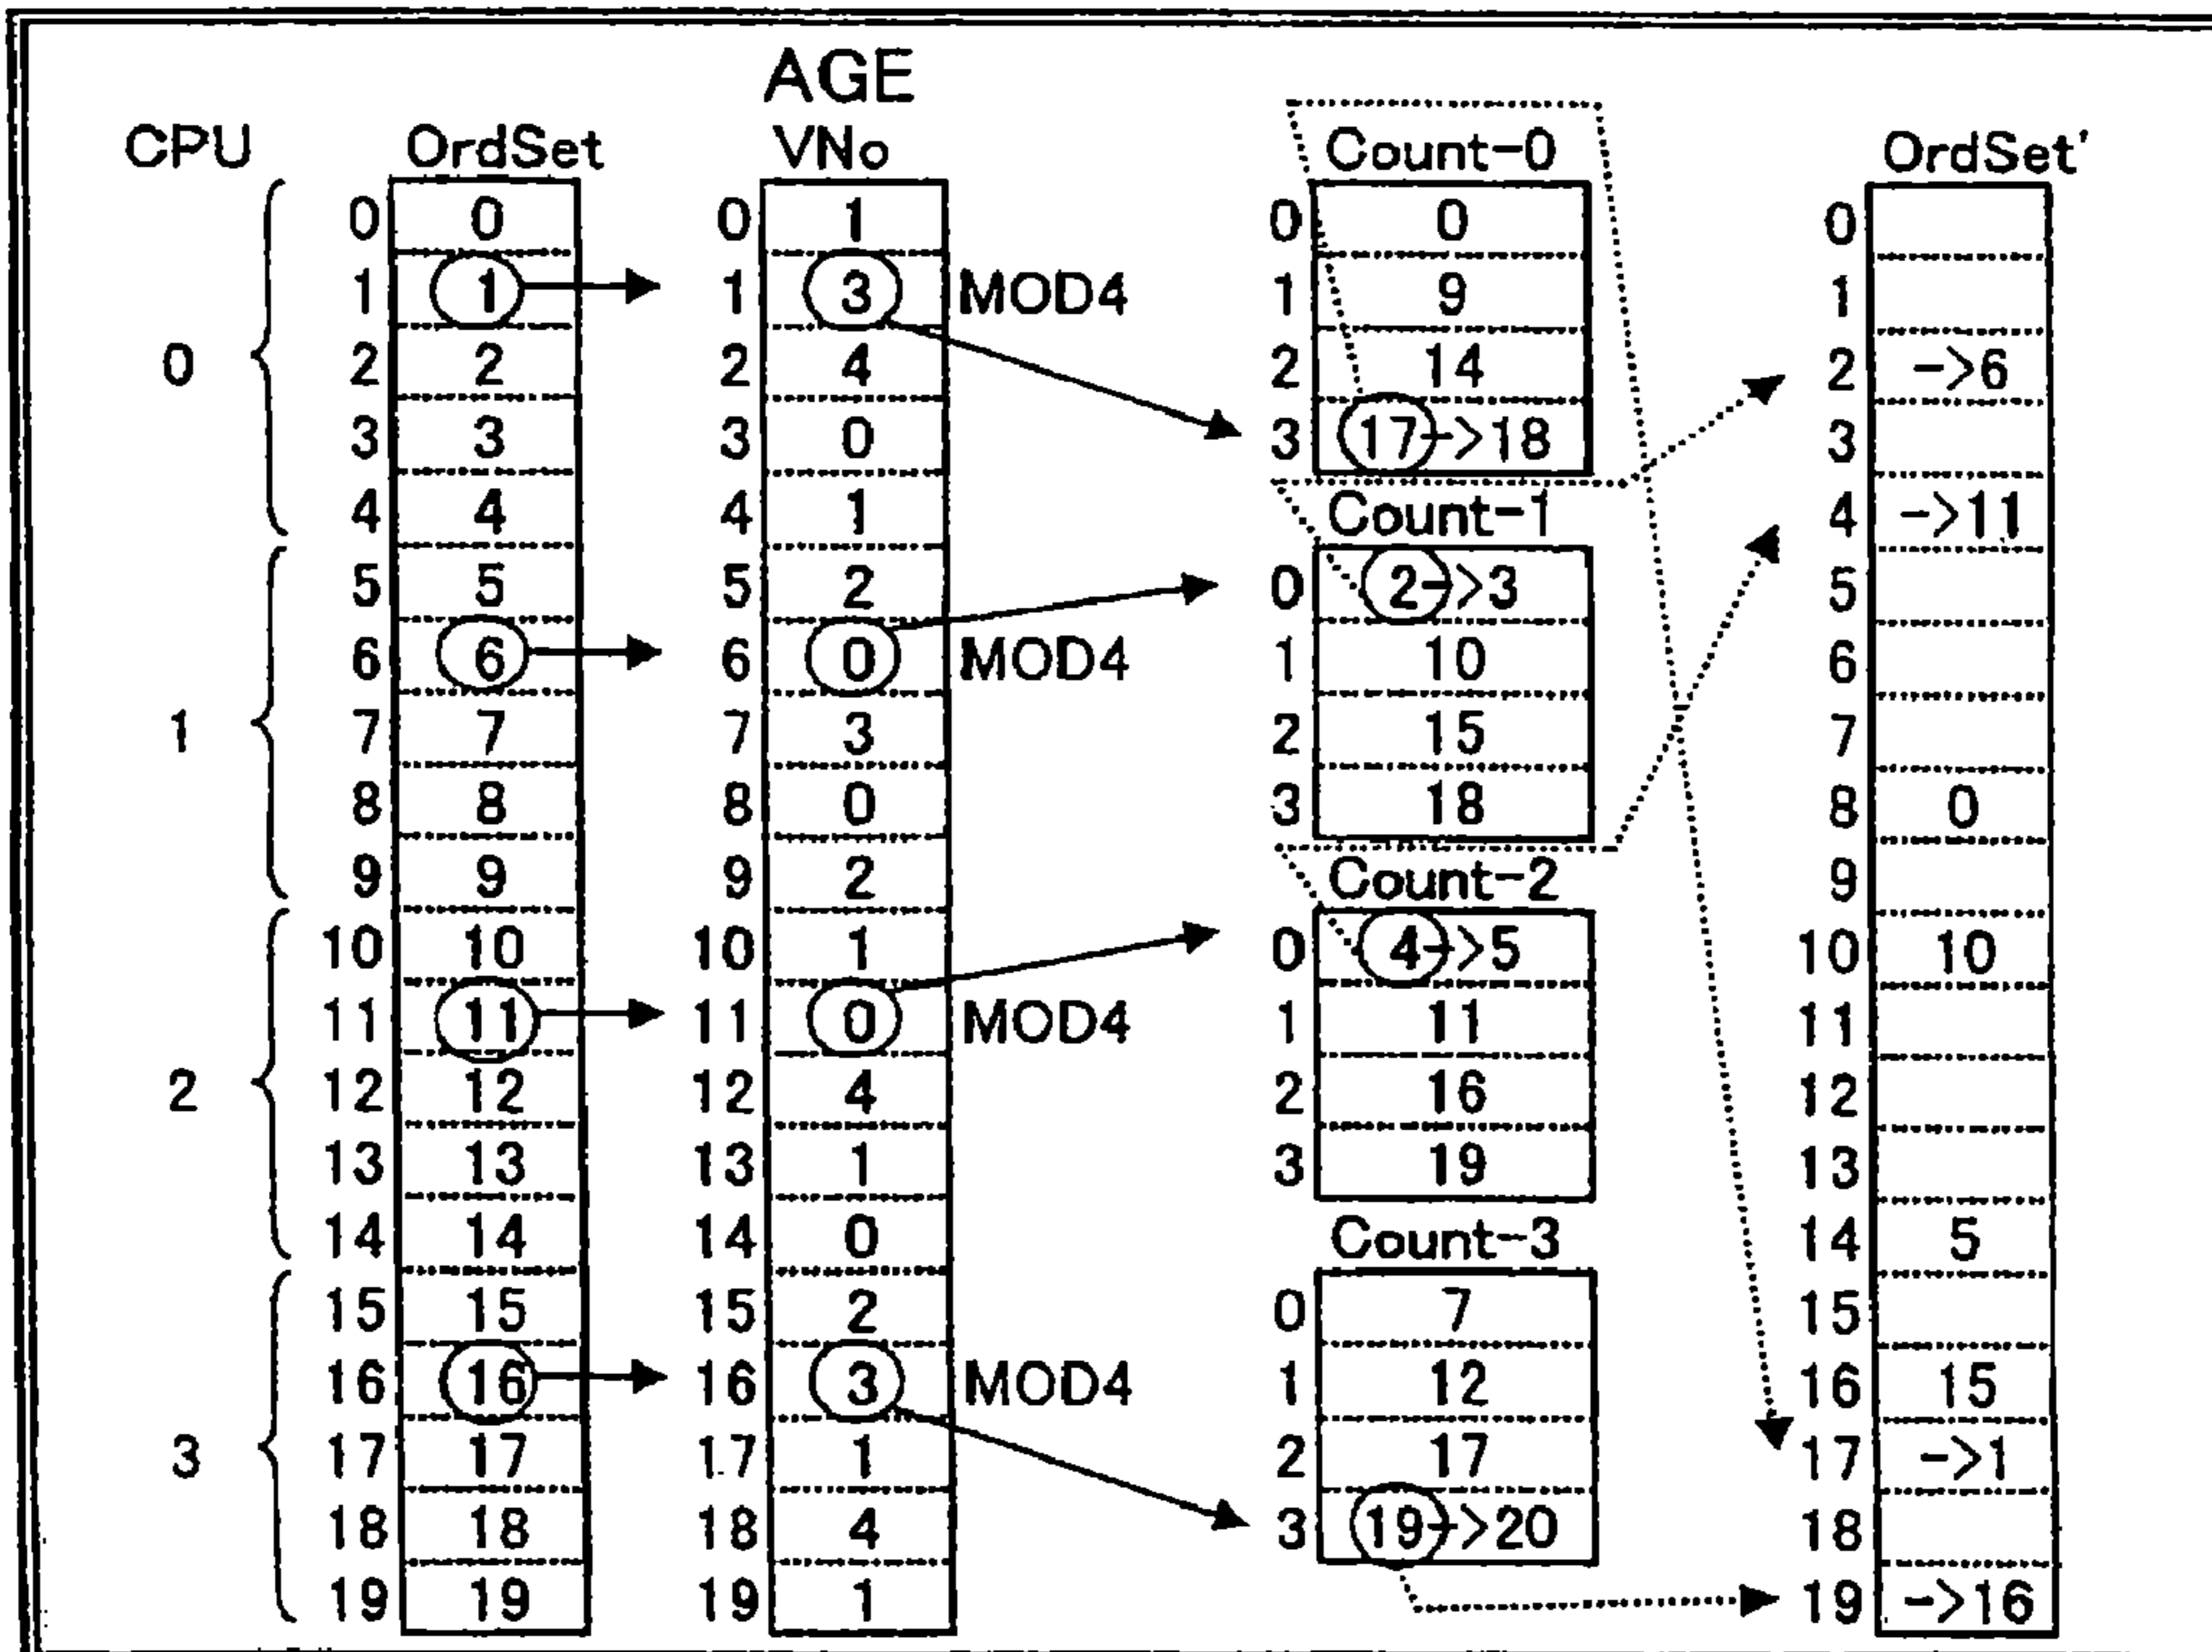 AGE
CPU OrdSet VNo Count-0 OrdSet'
0 0 0 1 0 0 0
1 1 1 3 MOD4 1 9 1
0 2 2 2 4 2 14 2 ->6
3 3 3 0 3 17->18 3
4 4 4 1 Count-1 4 ->11
5 5 5 2 0 2->3 5
6 6 6 0 MOD4 1 10 6
1 7 7 7 3 2 15 7
8 8 8 0 3 18 8 0
9 9 9 2 Count-2 9
10 10 10 1 0 4->5 10 10
11 11 11 0 MOD4 1 11 11
2 12 12 12 4 2 16 12
13 13 13 1 3 19 13
14 14 14 0 Count-3 14 5
15 15 15 2 0 7 15
16 16 16 3 MOD4 1 12 16 15
3 17 17 17 1 2 17 17 ->1
18 18 18 4 3 19->20 18
19 19 19 1 19 ->16